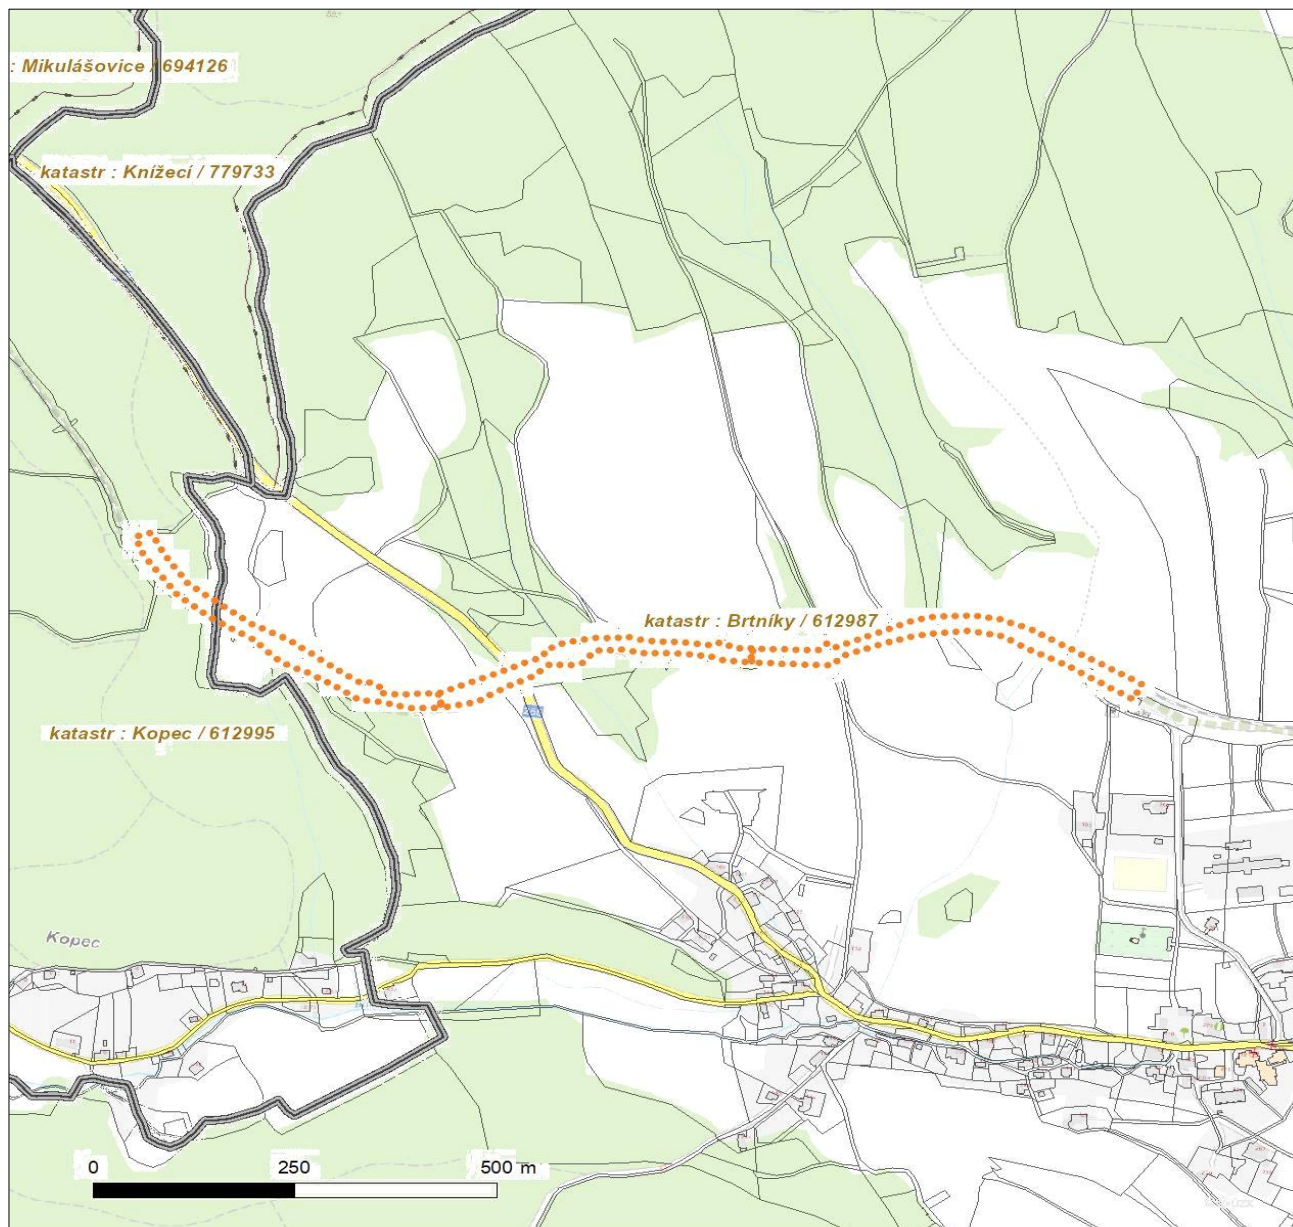 : Mikulášovice / 694126
katastr : Knížecí / 779733
katastr : Brtníky / 612987
katastr : Kopec / 612995
Kopec
0 250 500 m